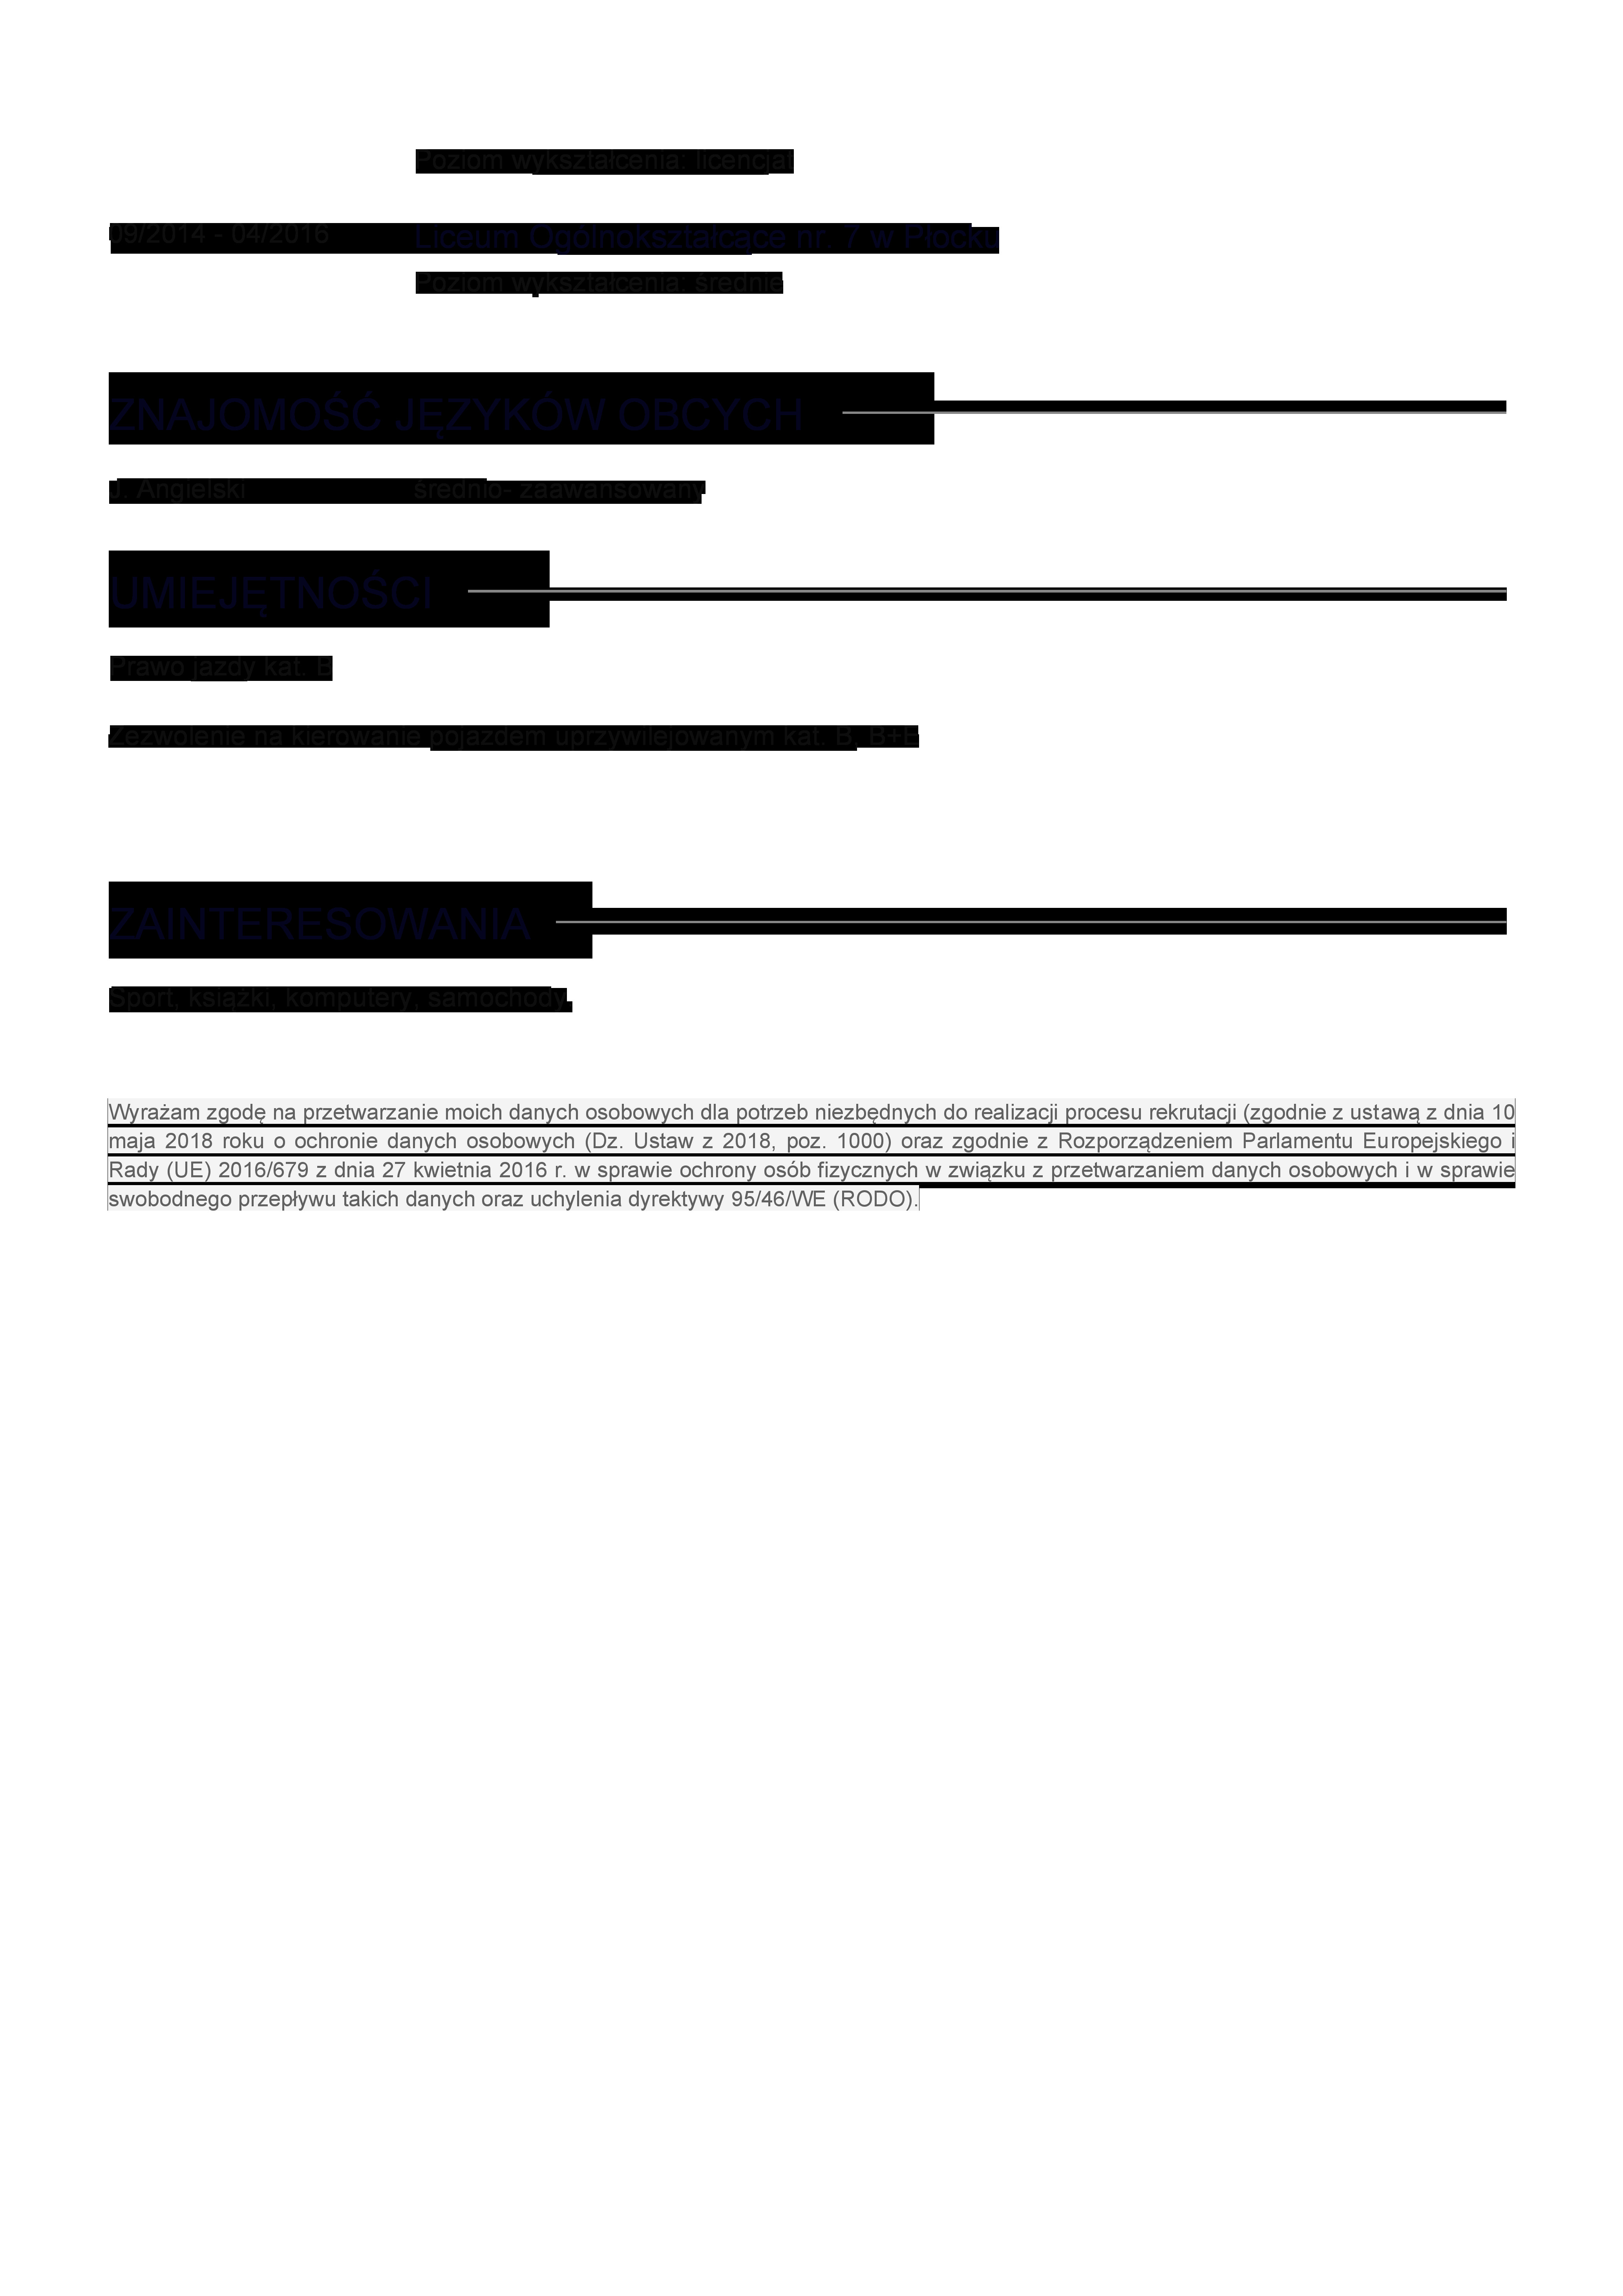 Poziom wykształcenia: licencjat
09/2014 - 04/2016 Liceum Ogólnokształcące nr. 7 w Płocku
Poziom wykształcenia: średnie
ZNAJOMOŚĆ JĘZYKÓW OBCYCH
J. Angielski średnio- zaawansowany
UMIEJĘTNOŚCI
Prawo jazdy kat. B
Zezwolenie na kierowanie pojazdem uprzywilejowanym kat. B, B+E
ZAINTERESOWANIA
Sport, książki, komputery, samochody.
Wyrażam zgodę na przetwarzanie moich danych osobowych dla potrzeb niezbędnych do realizacji procesu rekrutacji (zgodnie z ustawą z dnia 10
maja 2018 roku o ochronie danych osobowych (Dz. Ustaw z 2018, poz. 1000) oraz zgodnie z Rozporządzeniem Parlamentu Europejskiego i
Rady (UE) 2016/679 z dnia 27 kwietnia 2016 r. w sprawie ochrony osób fizycznych w związku z przetwarzaniem danych osobowych i w sprawie
swobodnego przepływu takich danych oraz uchylenia dyrektywy 95/46/WE (RODO).